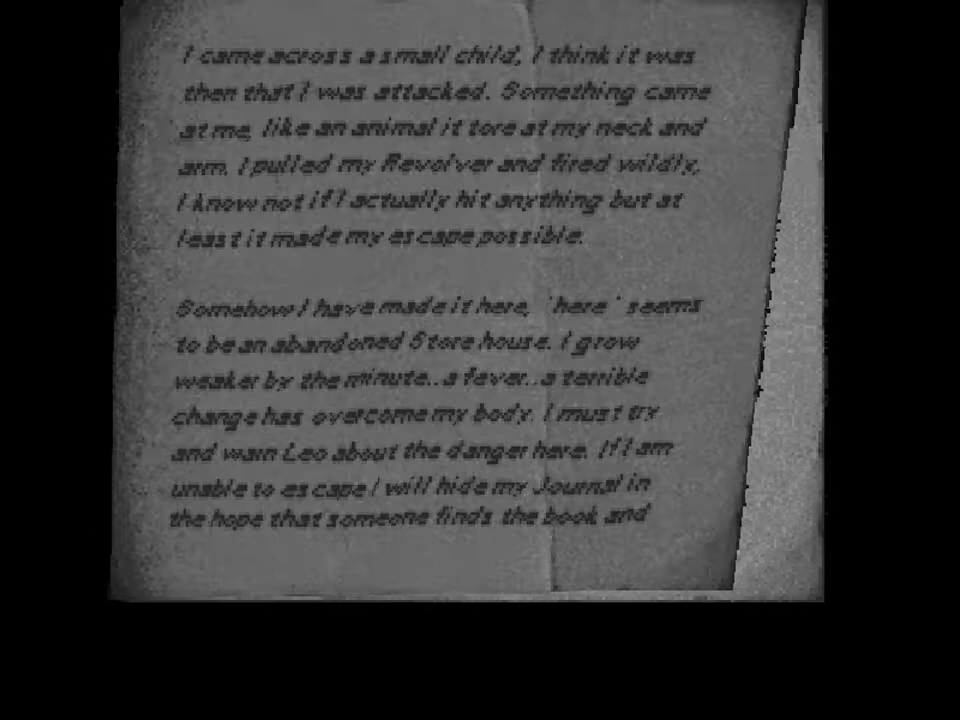 I came across a small child, I think it was
then that I was attacked. Something came
at me, like an animal it tore at my neck and
arm. I pulled my Revolver and fired wildly,
I know not if I actually hit anything but at
least it made my escape possible.
Somehow I have made it here, 'here' seems
to be an abandoned Store house. I grow
weaker by the minute..a fever..a terrible
change has overcome my body. I must try
and warn Leo about the danger here. If I am
unable to escape I will hide my Journal in
the hope that someone finds the book and